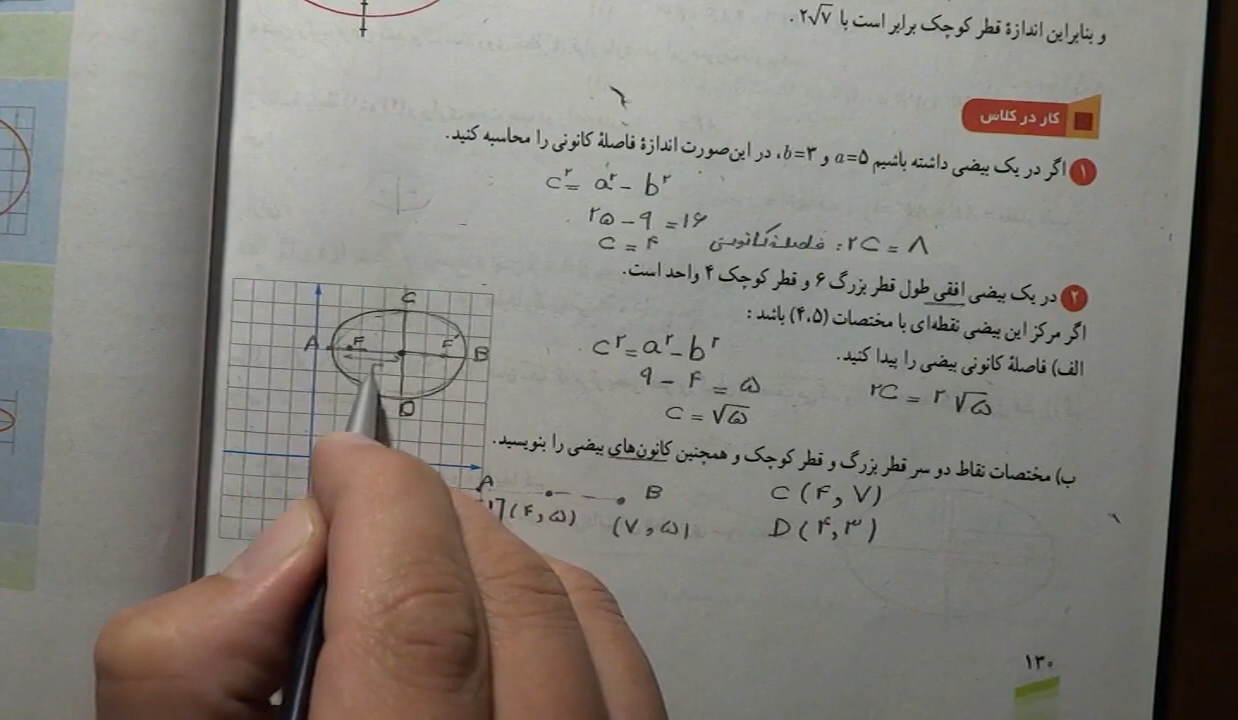 و بنابراین اندازهٔ قطر کوچک برابر است با ۲√۷ .
کار در کلاس
۱ اگر در یک بیضی داشته باشیم a=۵ و b=۳، در این‌صورت اندازهٔ فاصلهٔ کانونی را محاسبه کنید.
c² = a² - b²
۲۵ - ۹ = ۱۶
c = ۴
فاصلهٔ کانونی : ۲c = ۸
۲ در یک بیضی افقی طول قطر بزرگ ۶ و قطر کوچک ۴ واحد است.
اگر مرکز این بیضی نقطه‌ای با مختصات (۴،۵) باشد :
الف) فاصلهٔ کانونی بیضی را پیدا کنید.
c² = a² - b²
۹ - ۴ = ۵
c = √۵
۲c = ۲√۵
C
A F F' B
C
D
ب) مختصات نقاط دو سر قطر بزرگ و قطر کوچک و همچنین کانون‌های بیضی را بنویسید.
A B
(۴,۵) (۷,۵)
C (۴,۷)
D (۴,۳)
۱۳۰